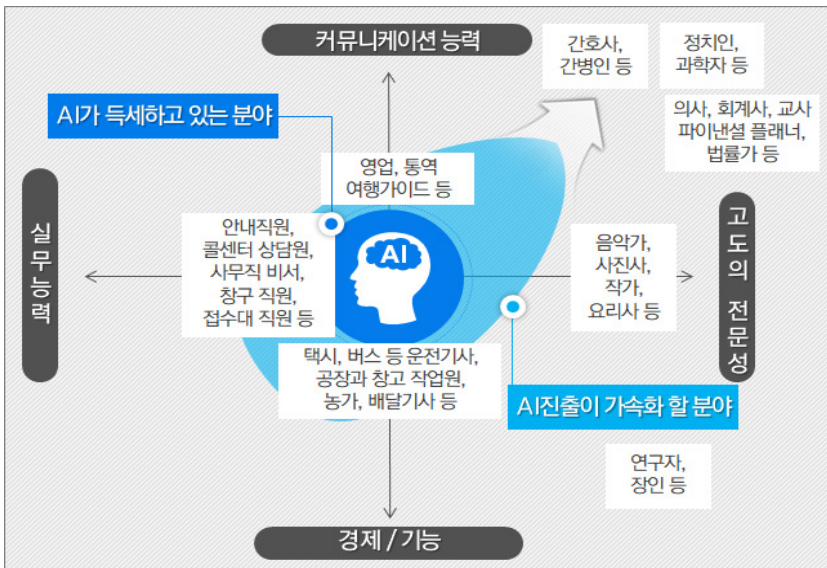 커뮤니케이션 능력
간호사,
간병인 등
정치인,
과학자 등
AI가 득세하고 있는 분야
의사, 회계사, 교사
파이낸셜 플래너,
법률가 등
영업, 통역
여행가이드 등
실무능력
안내직원,
콜센터 상담원,
사무직 비서,
창구 직원,
접수대 직원 등
AI
음악가,
사진사,
작가,
요리사 등
고도의 전문성
택시, 버스 등 운전기사,
공장과 창고 작업원,
농가, 배달기사 등
AI진출이 가속화 할 분야
연구자,
장인 등
경제 / 기능